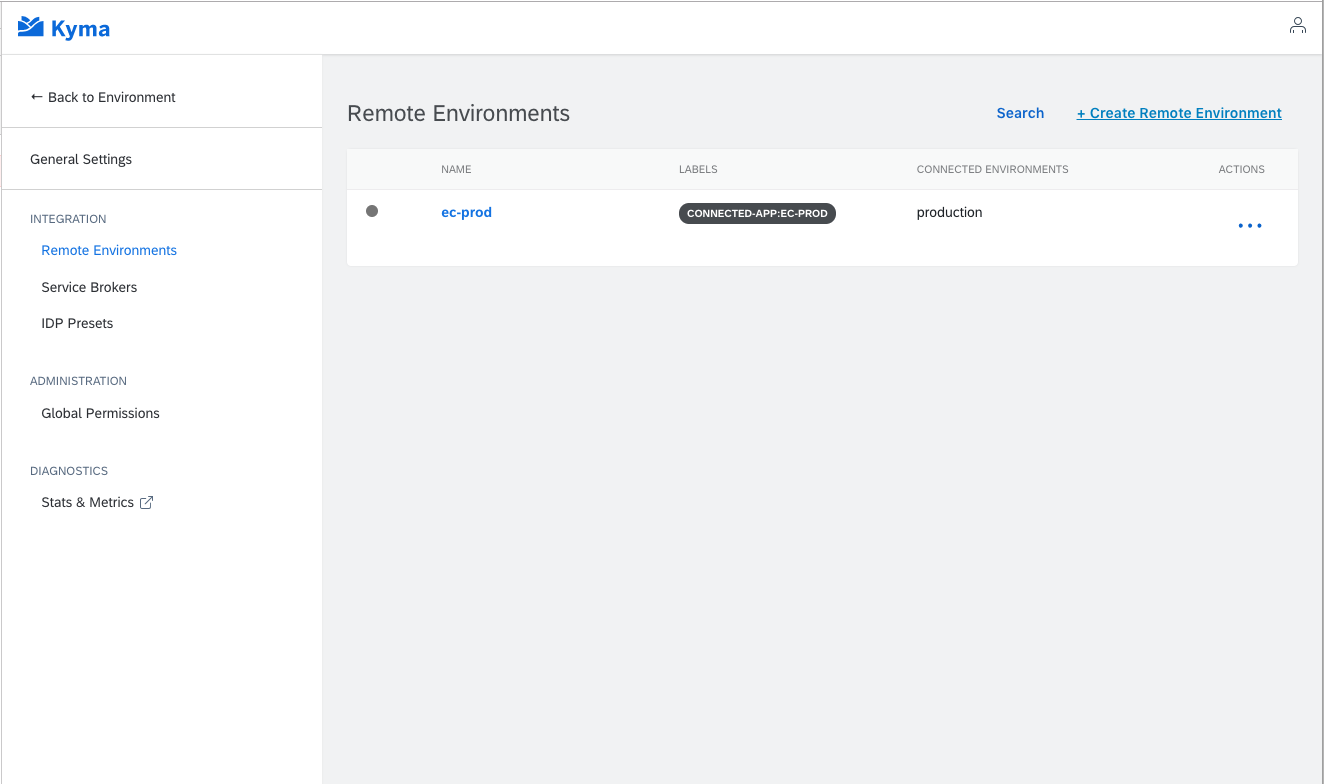 Kyma
← Back to Environment
General Settings
INTEGRATION
Remote Environments
Service Brokers
IDP Presets
ADMINISTRATION
Global Permissions
DIAGNOSTICS
Stats & Metrics
Remote Environments
Search
+ Create Remote Environment
NAME LABELS CONNECTED ENVIRONMENTS ACTIONS
ec-prod CONNECTED-APP:EC-PROD production